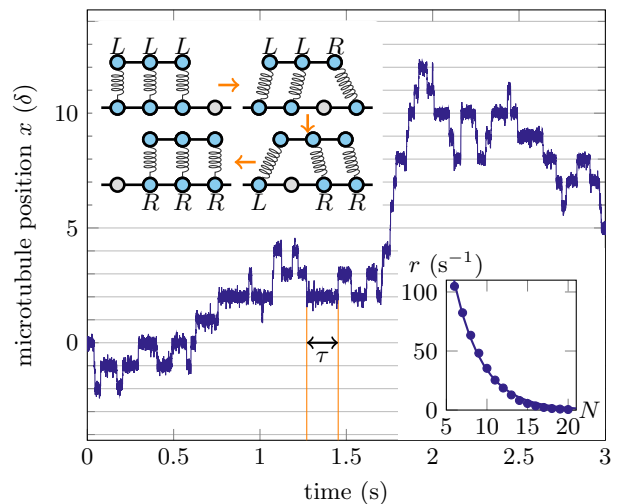 L L L
L L R
R R R
L R R
microtubule position x (δ)
10
5
0
τ
r (s⁻¹)
100
50
0
5 10 15 20 N
0 0.5 1 1.5 2 2.5 3
time (s)